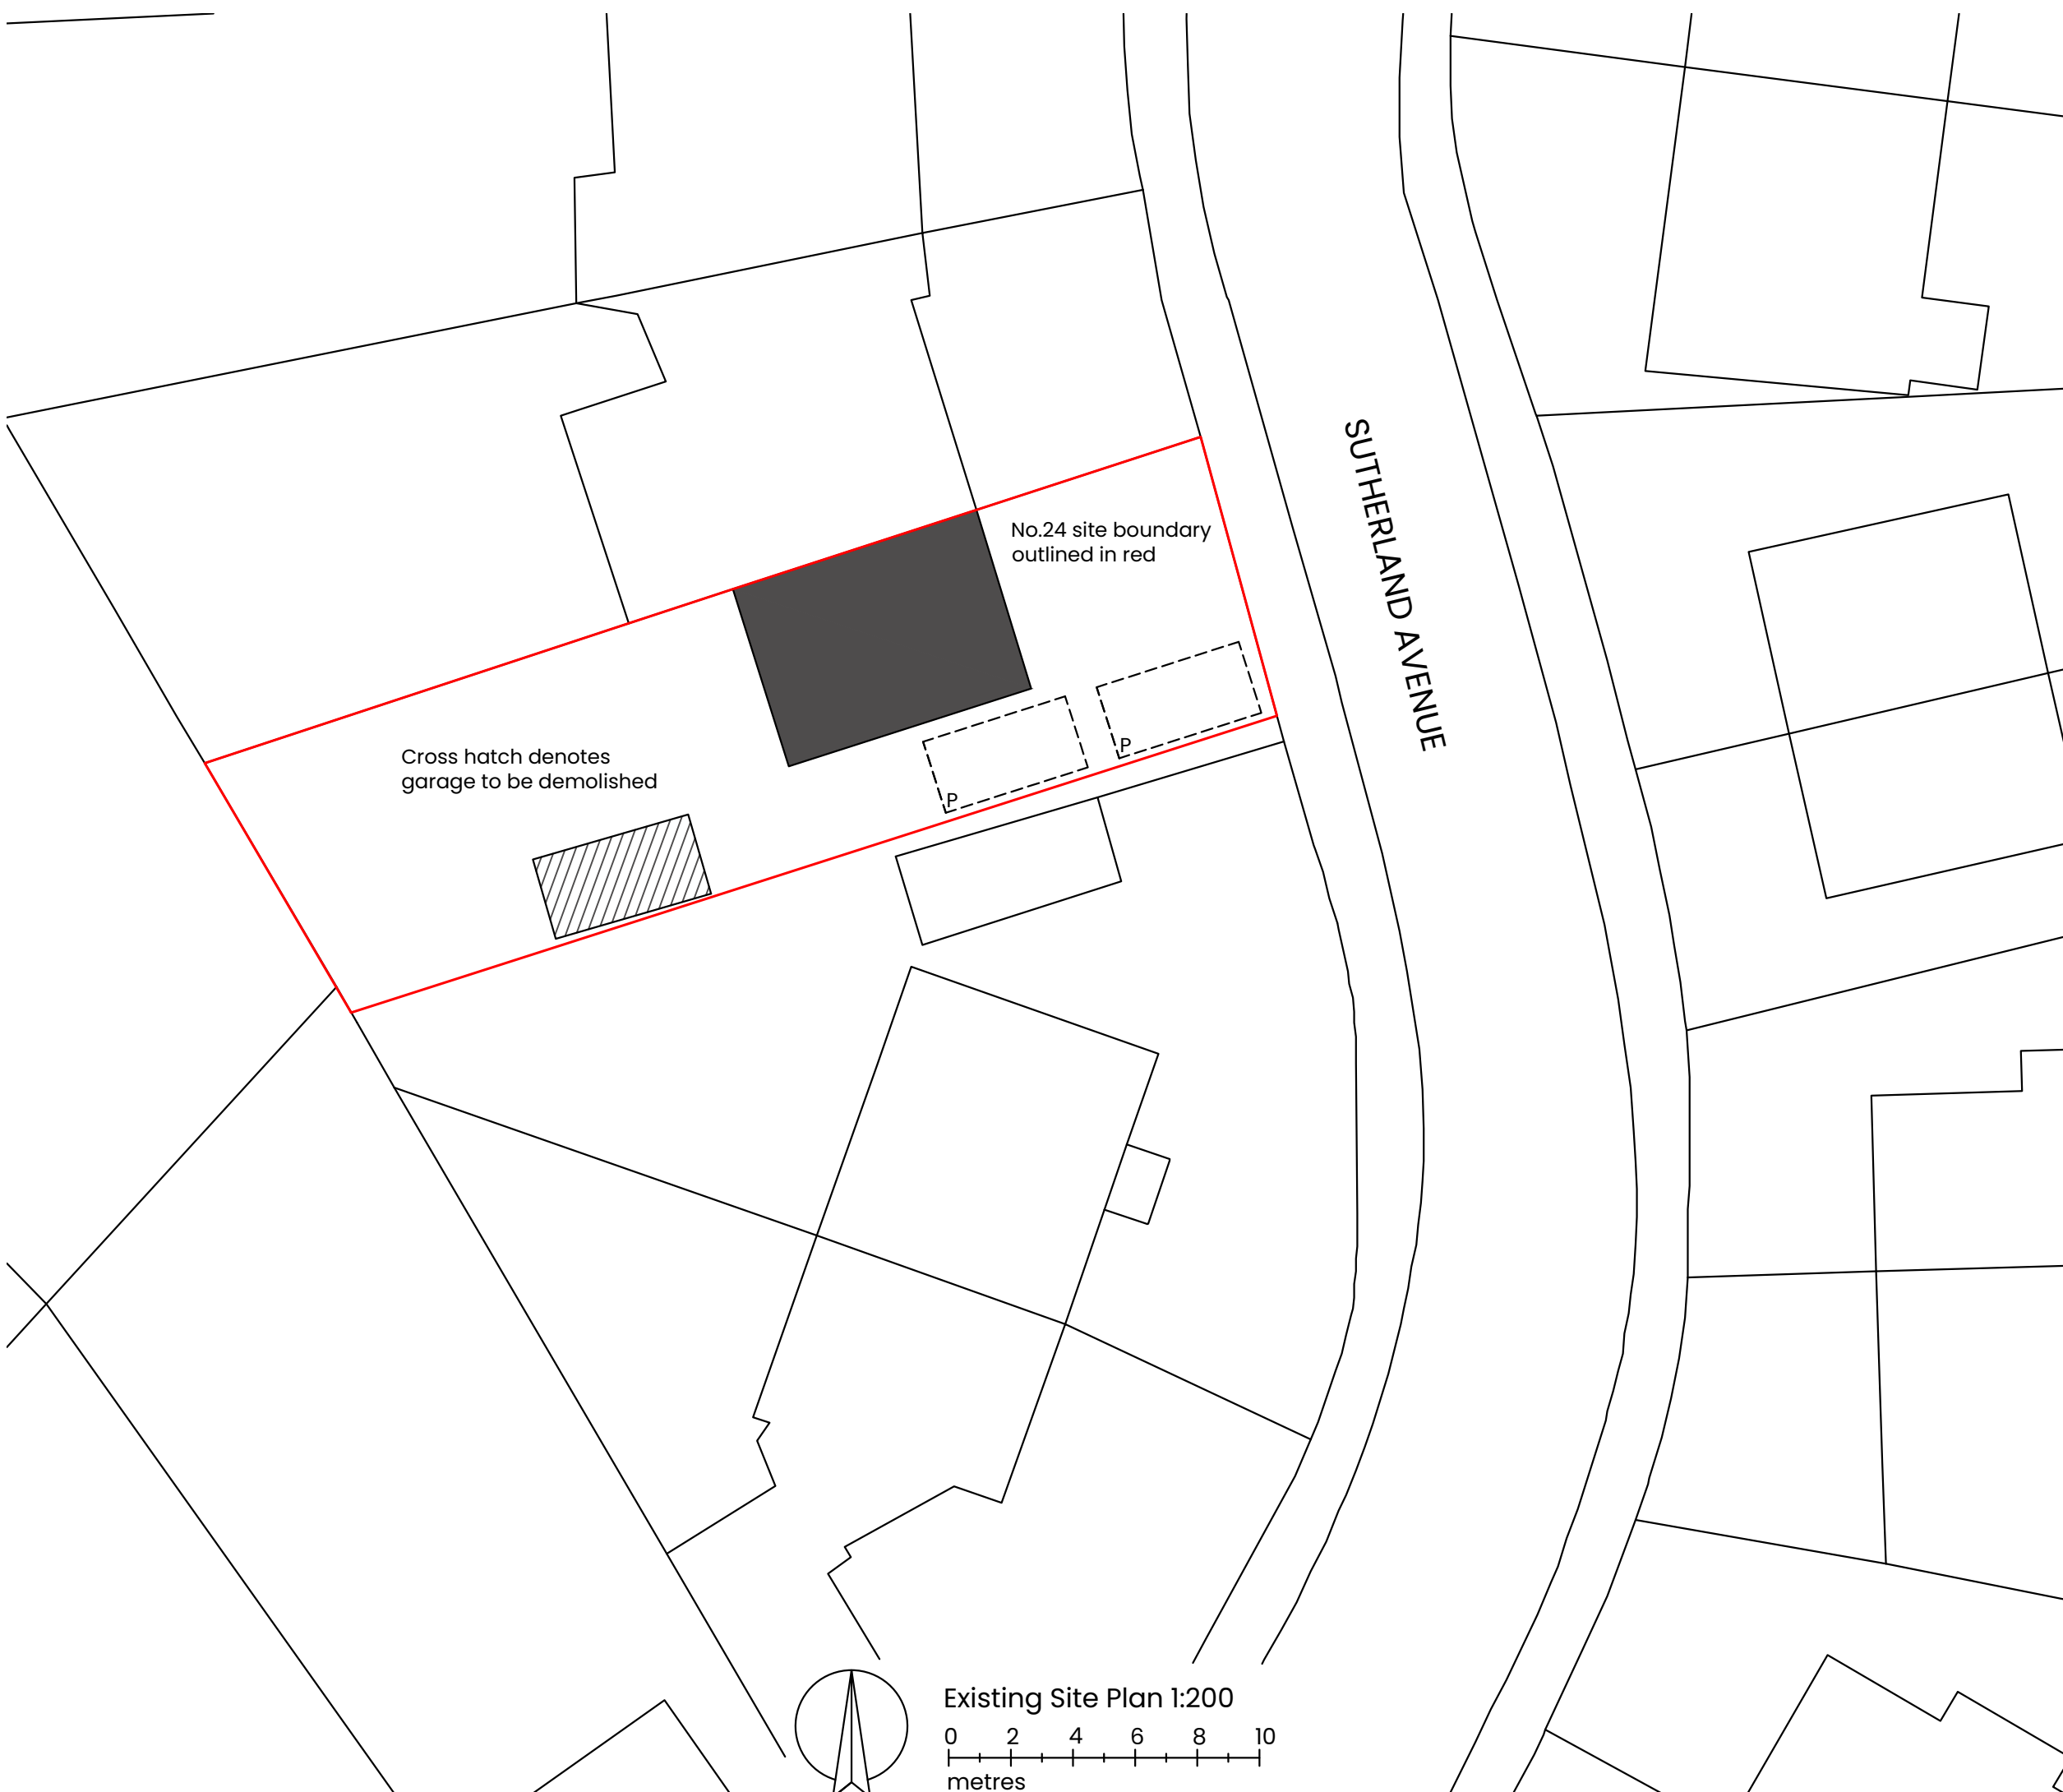 SUTHERLAND AVENUE
No.24 site boundary
outlined in red
Cross hatch denotes
garage to be demolished
P
P
Existing Site Plan 1:200
0 2 4 6 8 10
metres